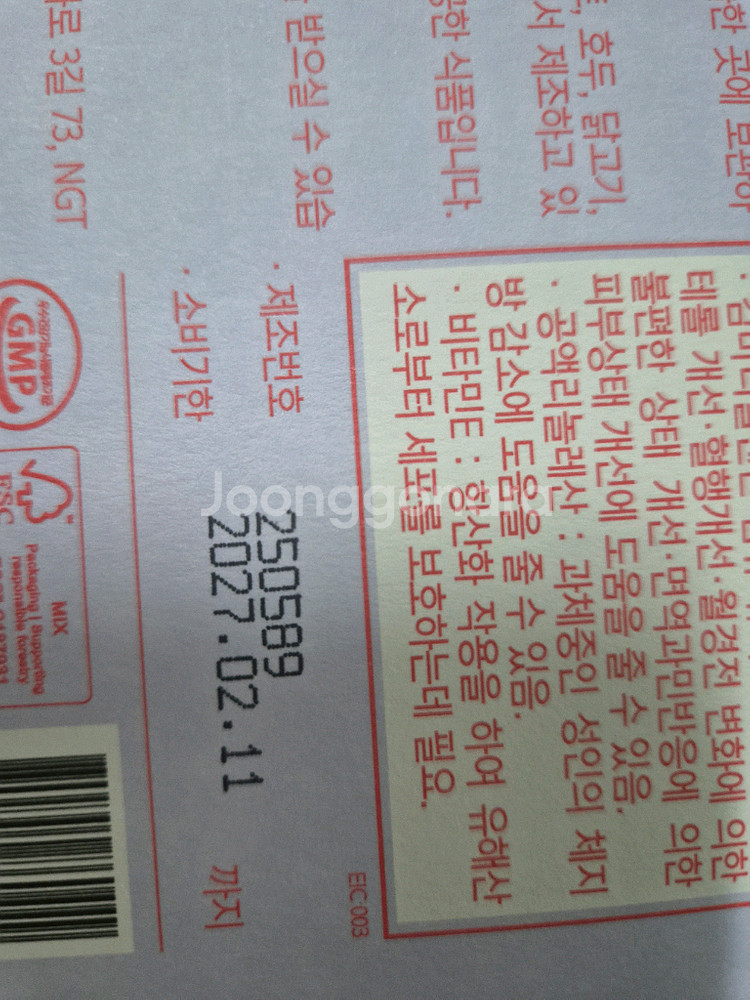 한 곳에 보관하
, 호두, 닭고기,
서 제조하고 있
한 식품입니다.
받으실 수 있습
로 3길 73, NGT
테롤 개선·혈행개선·월경전 변화에 의한
불편한 상태 개선·면역과민반응에 의한
피부상태 개선에 도움을 줄 수 있음.
· 공액리놀레산 : 과체중인 성인의 체지
방 감소에 도움을 줄 수 있음.
· 비타민E : 항산화 작용을 하여 유해산
소로부터 세포를 보호하는데 필요.
EIC 003
· 제조번호 250589
· 소비기한 2027.02.11 까지
GMP
FSC
MIX
Packaging | Supporting
responsible forestry
Joonggonara